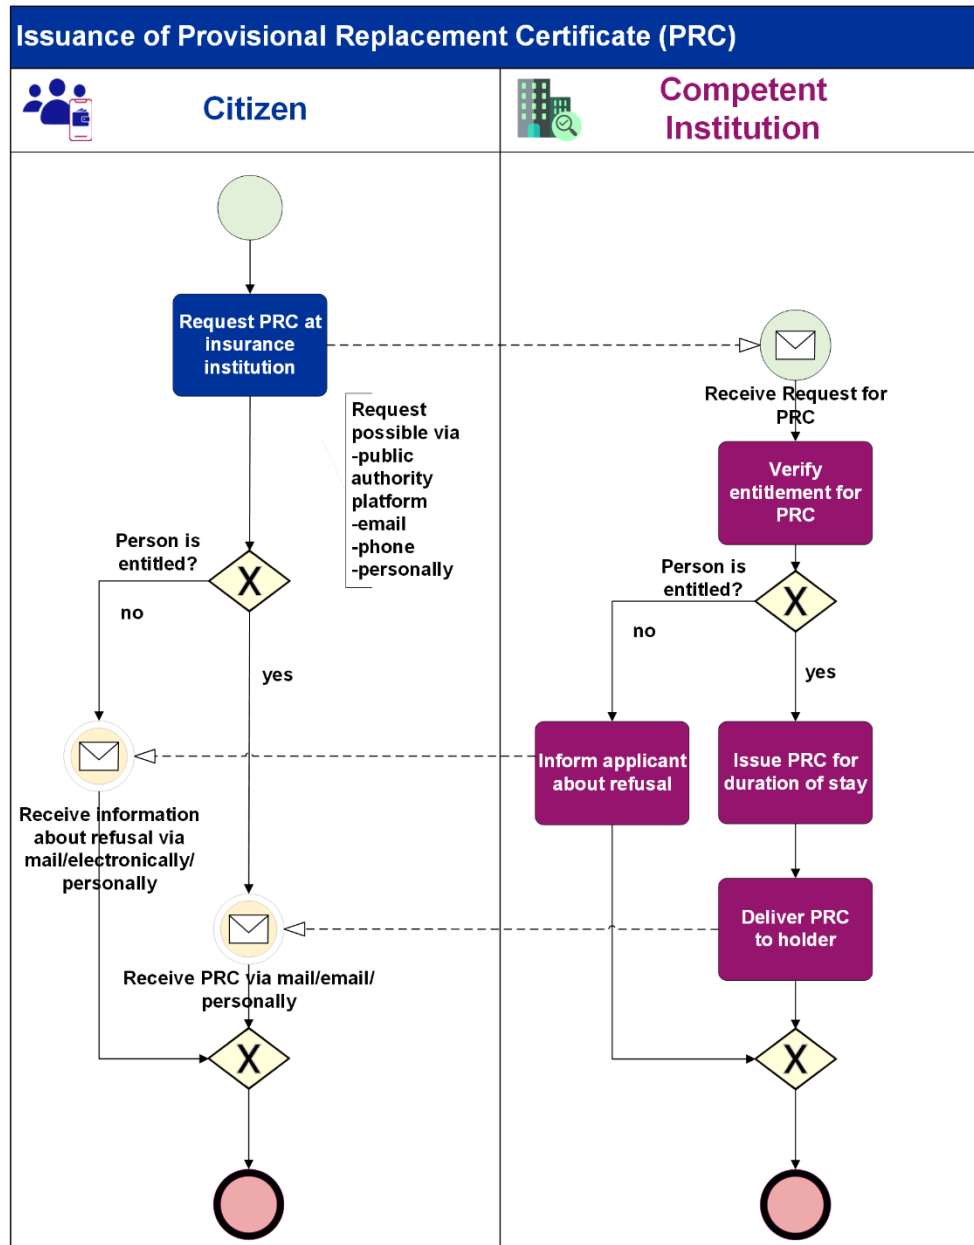 Issuance of Provisional Replacement Certificate (PRC)
Citizen
Competent
Institution
Request PRC at
insurance
institution
Request
possible via
-public
authority
platform
-email
-phone
-personally
Person is
entitled?
X
no
yes
Receive information
about refusal via
mail/electronically/
personally
Receive PRC via mail/email/
personally
X
Receive Request for
PRC
Verify
entitlement for
PRC
Person is
entitled?
X
no
yes
Inform applicant
about refusal
Issue PRC for
duration of stay
Deliver PRC
to holder
X